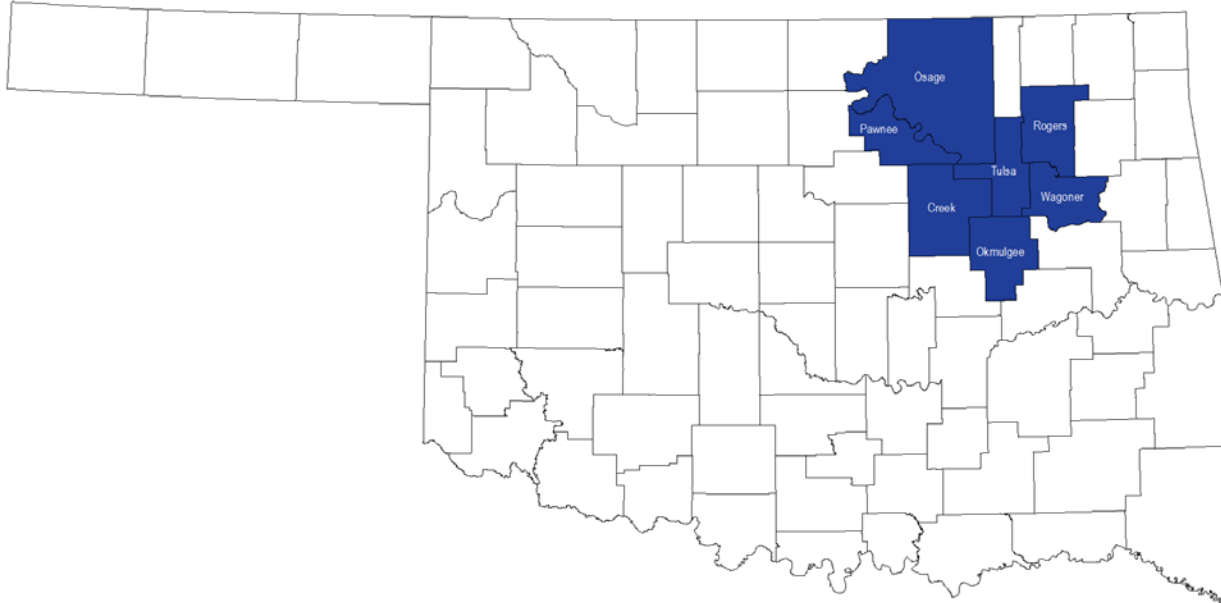 Osage
Pawnee
Rogers
Tulsa
Wagoner
Creek
Okmulgee